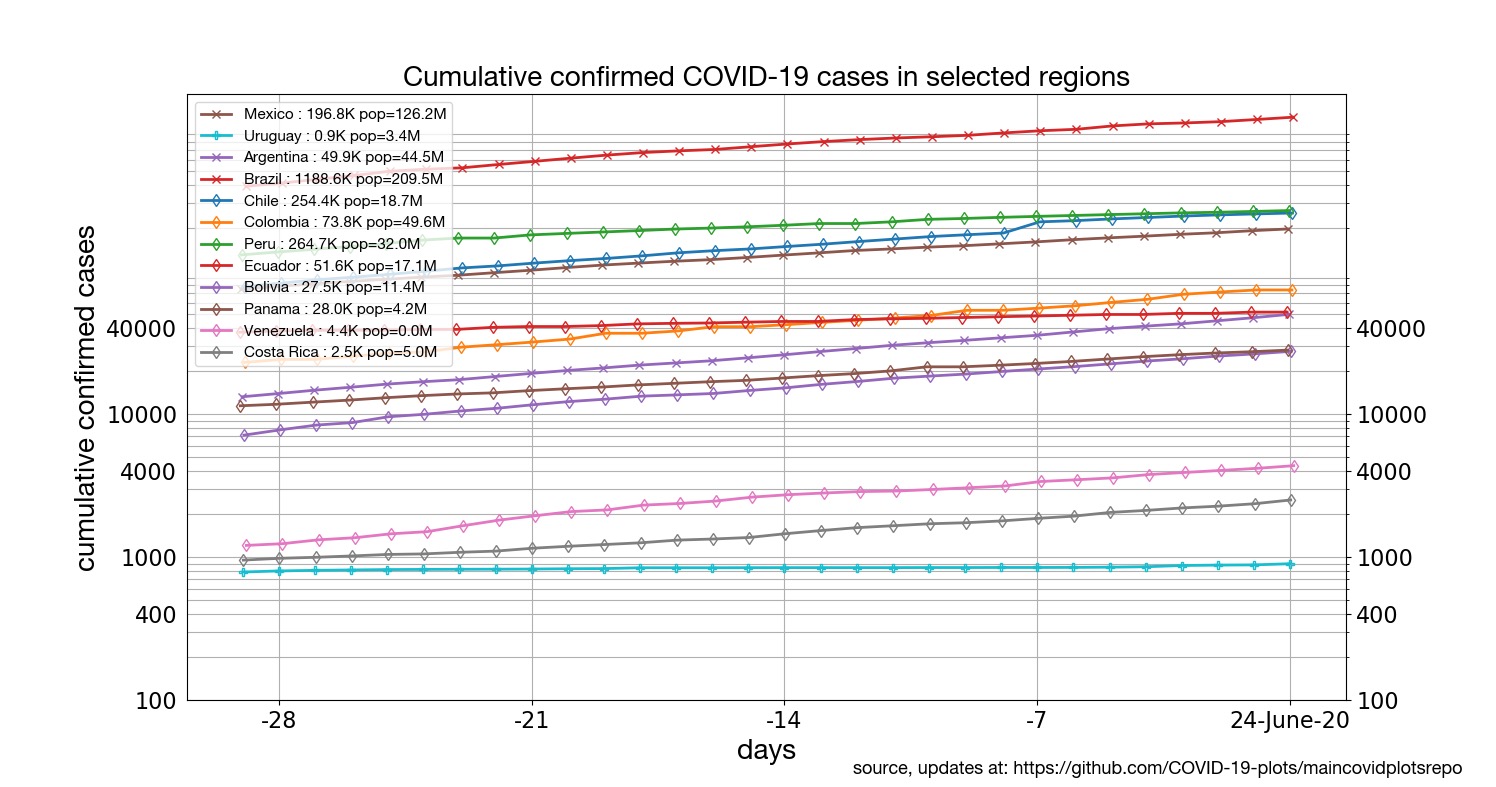 Cumulative confirmed COVID-19 cases in selected regions
Mexico : 196.8K pop=126.2M
Uruguay : 0.9K pop=3.4M
Argentina : 49.9K pop=44.5M
Brazil : 1188.6K pop=209.5M
Chile : 254.4K pop=18.7M
Colombia : 73.8K pop=49.6M
Peru : 264.7K pop=32.0M
Ecuador : 51.6K pop=17.1M
Bolivia : 27.5K pop=11.4M
Panama : 28.0K pop=4.2M
Venezuela : 4.4K pop=0.0M
Costa Rica : 2.5K pop=5.0M
cumulative confirmed cases
40000 40000
10000 10000
4000 4000
1000 1000
400 400
100 100
-28 -21 -14 -7 24-June-20
days
source, updates at: https://github.com/COVID-19-plots/maincovidplotsrepo